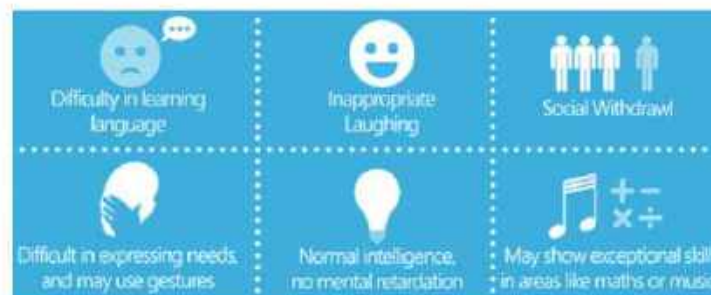 Difficulty in learning
language
Inappropriate
Laughing
Social Withdrawl
Difficult in expressing needs,
and may use gestures
Normal intelligence,
no mental retardation
May show exceptional skill
in areas like maths or music